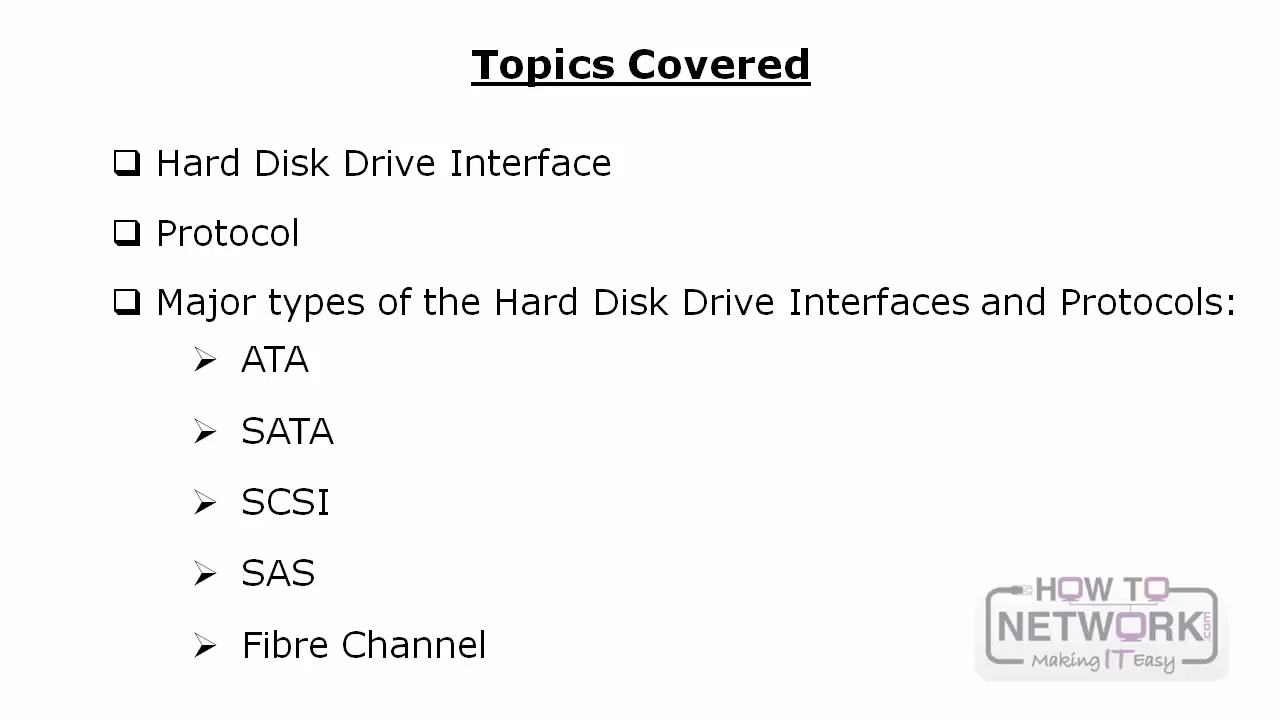 Topics Covered
Hard Disk Drive Interface
Protocol
Major types of the Hard Disk Drive Interfaces and Protocols:
ATA
SATA
SCSI
SAS
Fibre Channel
HOW TO
NETWORK.com
Making IT Easy